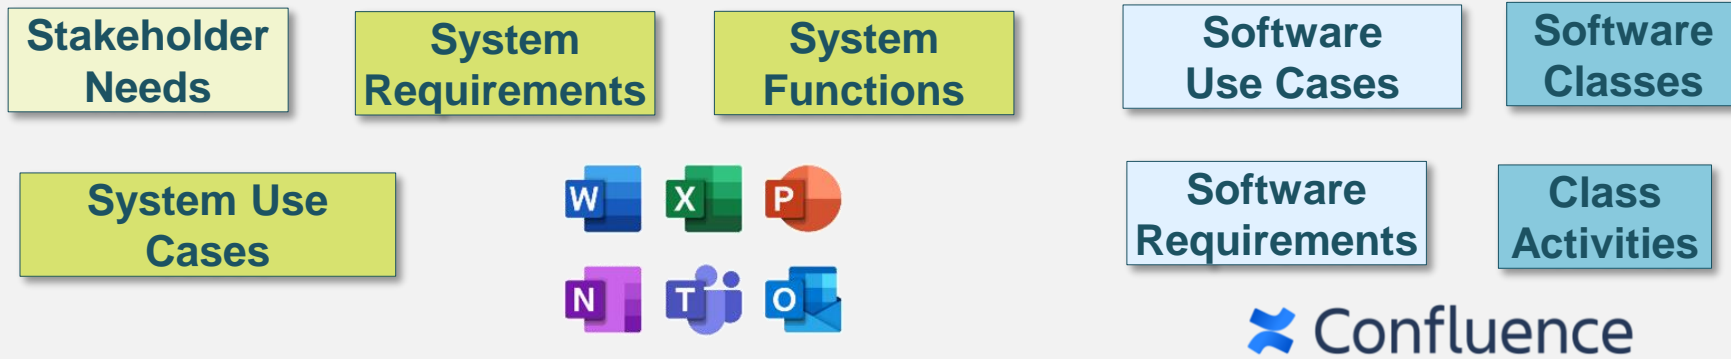 Stakeholder
Needs
System
Requirements
System
Functions
Software
Use Cases
Software
Classes
System Use
Cases
W
X
P
N
T
O
Software
Requirements
Class
Activities
Confluence